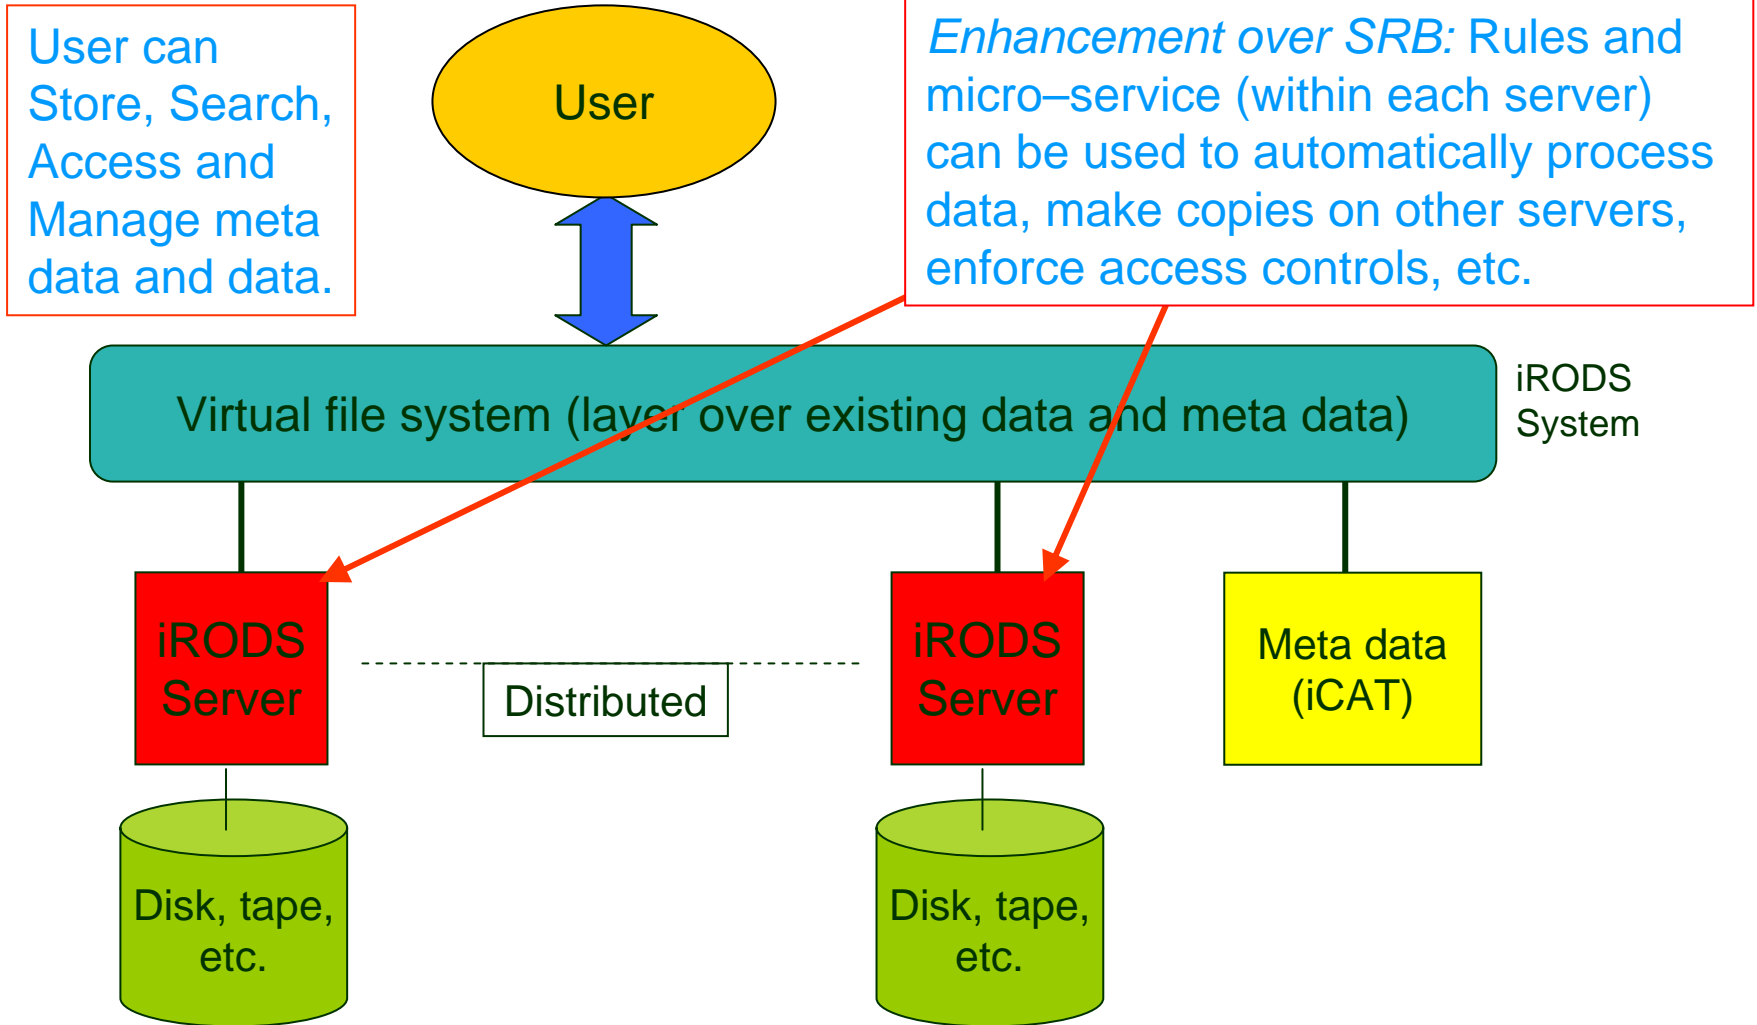 User can
Store, Search,
Access and
Manage meta
data and data.
User
Enhancement over SRB: Rules and
micro–service (within each server)
can be used to automatically process
data, make copies on other servers,
enforce access controls, etc.
Virtual file system (layer over existing data and meta data)
iRODS
System
iRODS
Server
Distributed
iRODS
Server
Meta data
(iCAT)
Disk, tape,
etc.
Disk, tape,
etc.